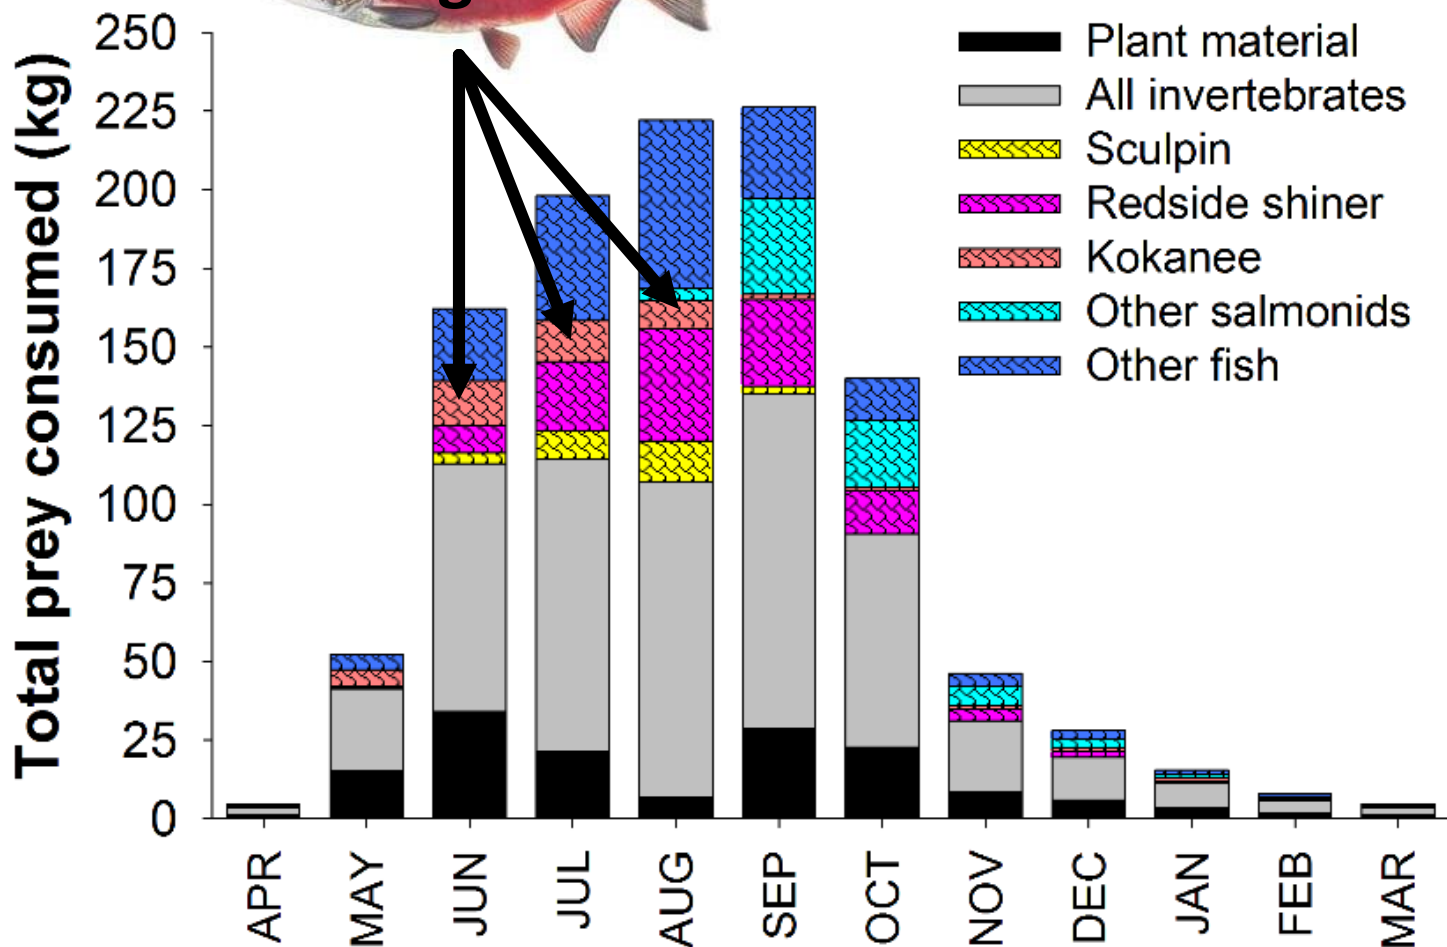 g
Total prey consumed (kg)
250
225
200
175
150
125
100
75
50
25
0
Plant material
All invertebrates
Sculpin
Redside shiner
Kokanee
Other salmonids
Other fish
APR
MAY
JUN
JUL
AUG
SEP
OCT
NOV
DEC
JAN
FEB
MAR